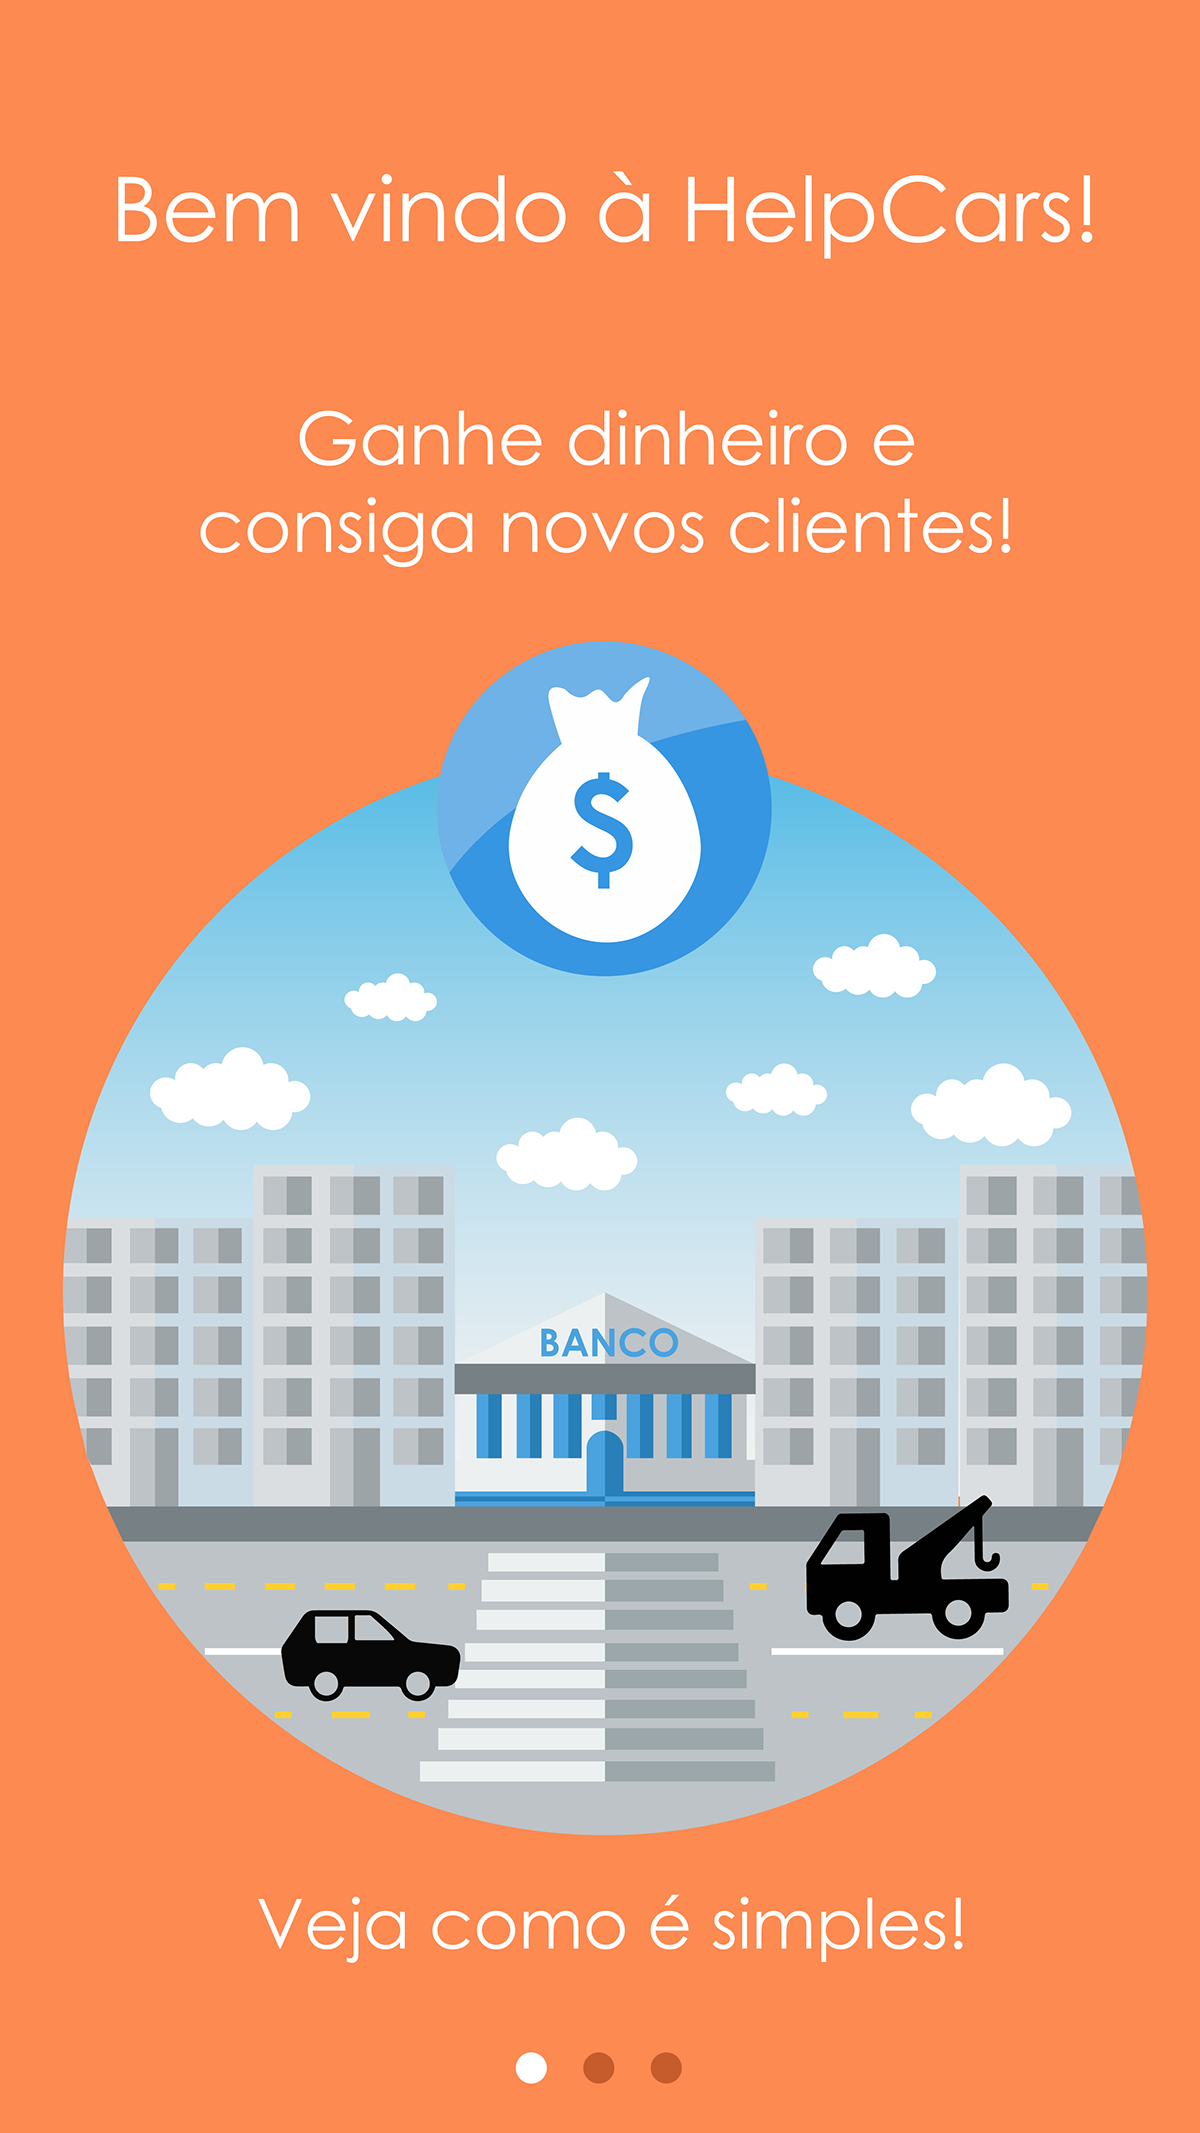 Bem vindo à HelpCars!
Ganhe dinheiro e
consiga novos clientes!
$
BANCO
Veja como é simples!